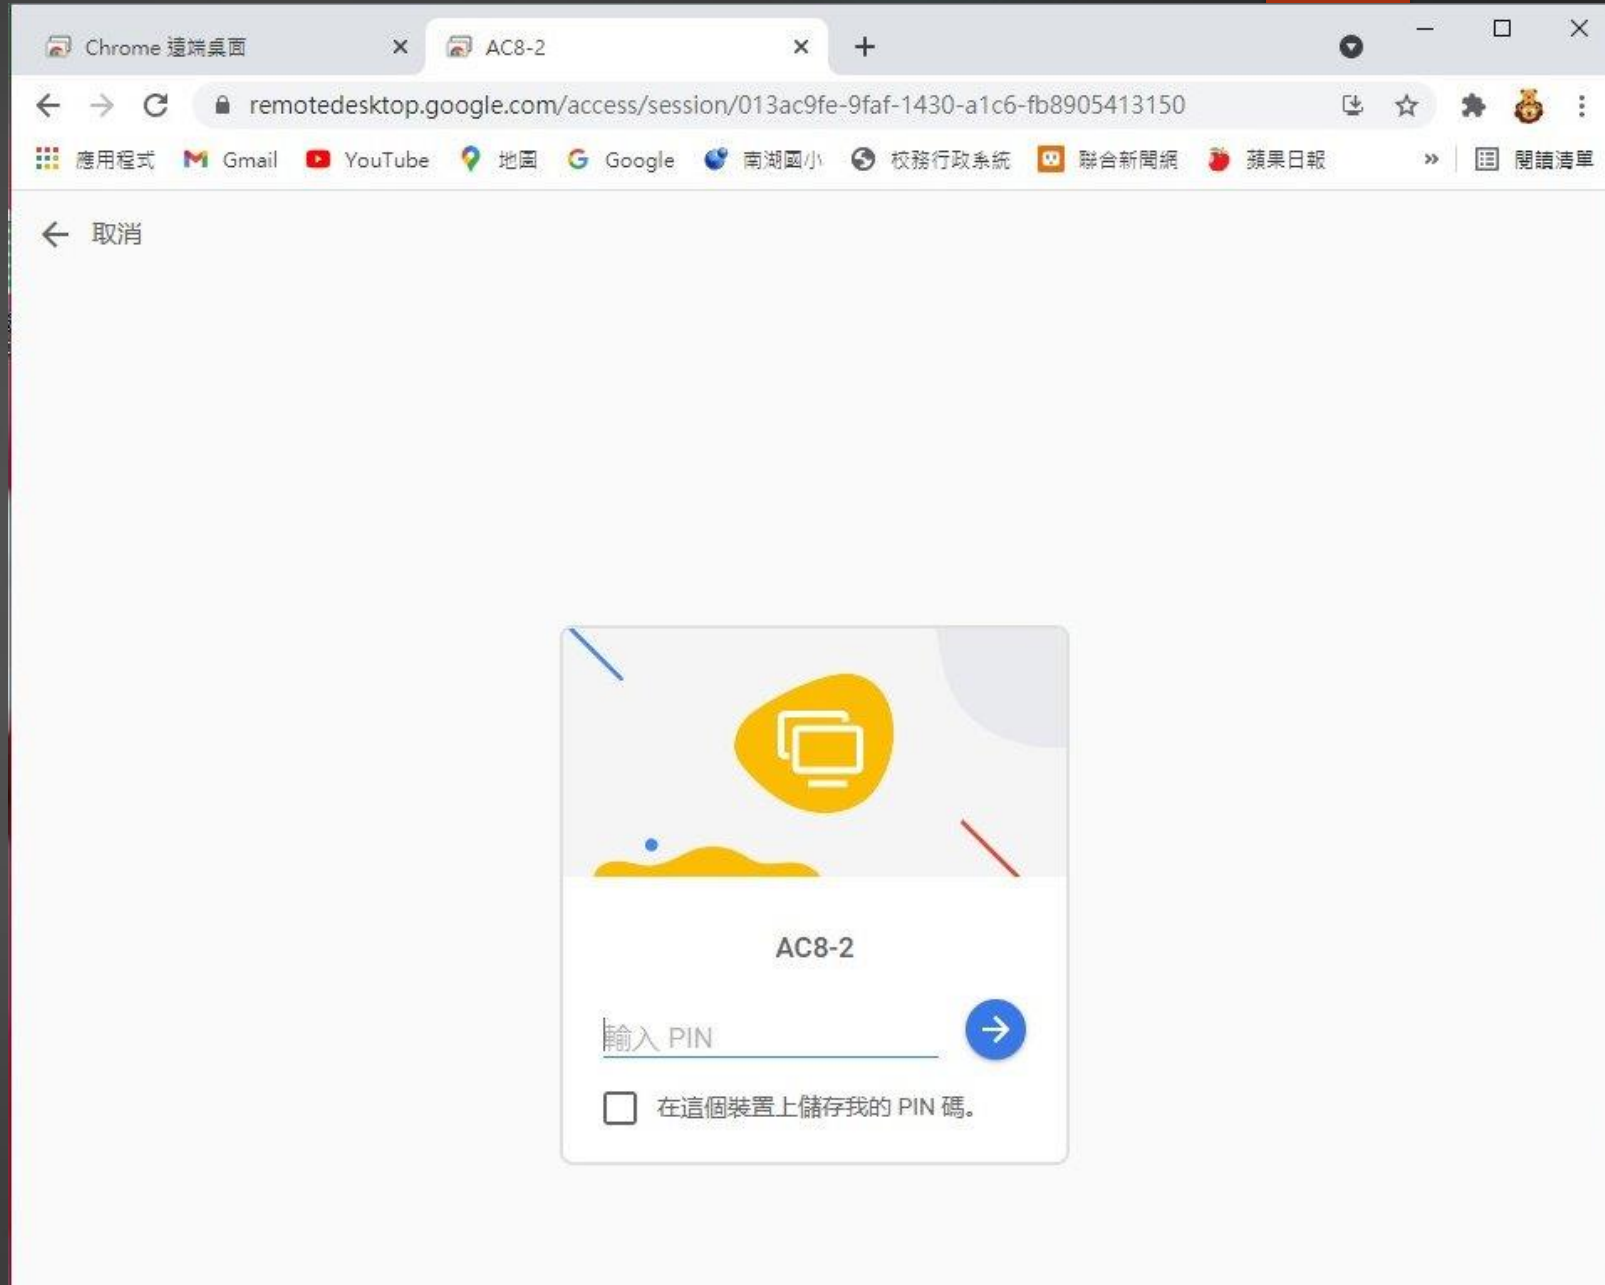 Chrome 遠端桌面
AC8-2
remotedesktop.google.com/access/session/013ac9fe-9faf-1430-a1c6-fb8905413150
應用程式 Gmail YouTube 地圖 Google 南湖國小 校務行政系統 聯合新聞網 蘋果日報 » 閱讀清單
取消
AC8-2
輸入 PIN
在這個裝置上儲存我的 PIN 碼。